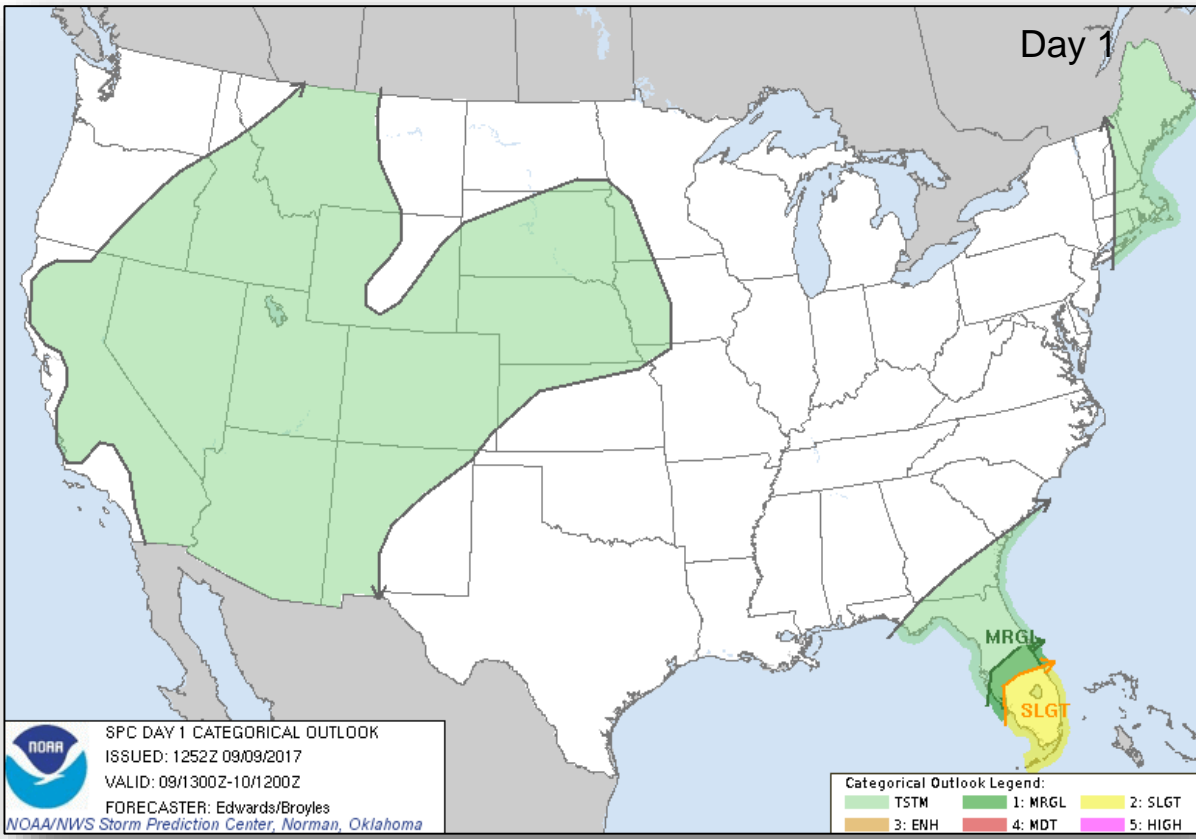 Day 1
MRGL
SLGT
NOAA
SPC DAY 1 CATEGORICAL OUTLOOK
ISSUED: 1252Z 09/09/2017
VALID: 09/1300Z-10/1200Z
FORECASTER: Edwards/Broyles
NOAA/NWS Storm Prediction Center, Norman, Oklahoma
Categorical Outlook Legend:
TSTM 1: MRGL 2: SLGT
3: ENH 4: MDT 5: HIGH